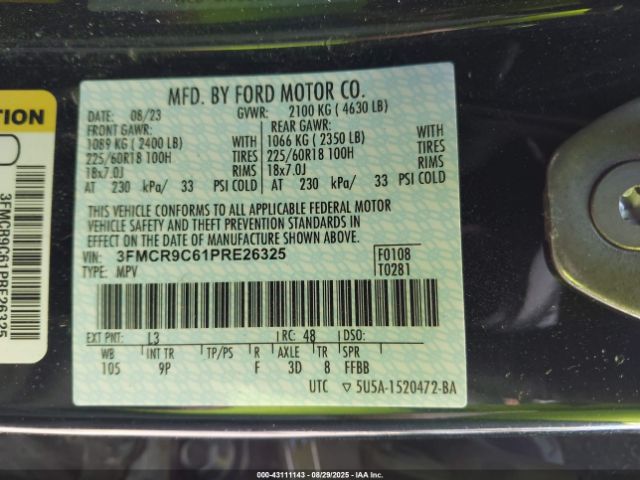 MFD. BY FORD MOTOR CO.
DATE: 08/23 GVWR: 2100 KG ( 4630 LB)
FRONT GAWR: REAR GAWR:
1089 KG ( 2400 LB) WITH 1066 KG ( 2350 LB) WITH
225/60R18 100H TIRES 225/60R18 100H TIRES
18x7.0J RIMS 18x7.0J RIMS
AT 230 kPa/ 33 PSI COLD AT 230 kPa/ 33 PSI COLD
THIS VEHICLE CONFORMS TO ALL APPLICABLE FEDERAL MOTOR
VEHICLE SAFETY AND THEFT PREVENTION STANDARDS IN
EFFECT ON THE DATE OF MANUFACTURE SHOWN ABOVE.
VIN: 3FMCR9C61PRE26325 F0108
TYPE: MPV T0281
EXT PNT: L3 RC: 48 DSO:
WB INT TR TP/PS R AXLE TR SPR
105 9P F 3D 8 FFBB
UTC ▽ 5U5A-1520472-BA
3FMCR9C61PRE26325
000-43111143 - 08/29/2025 - IAAI.com